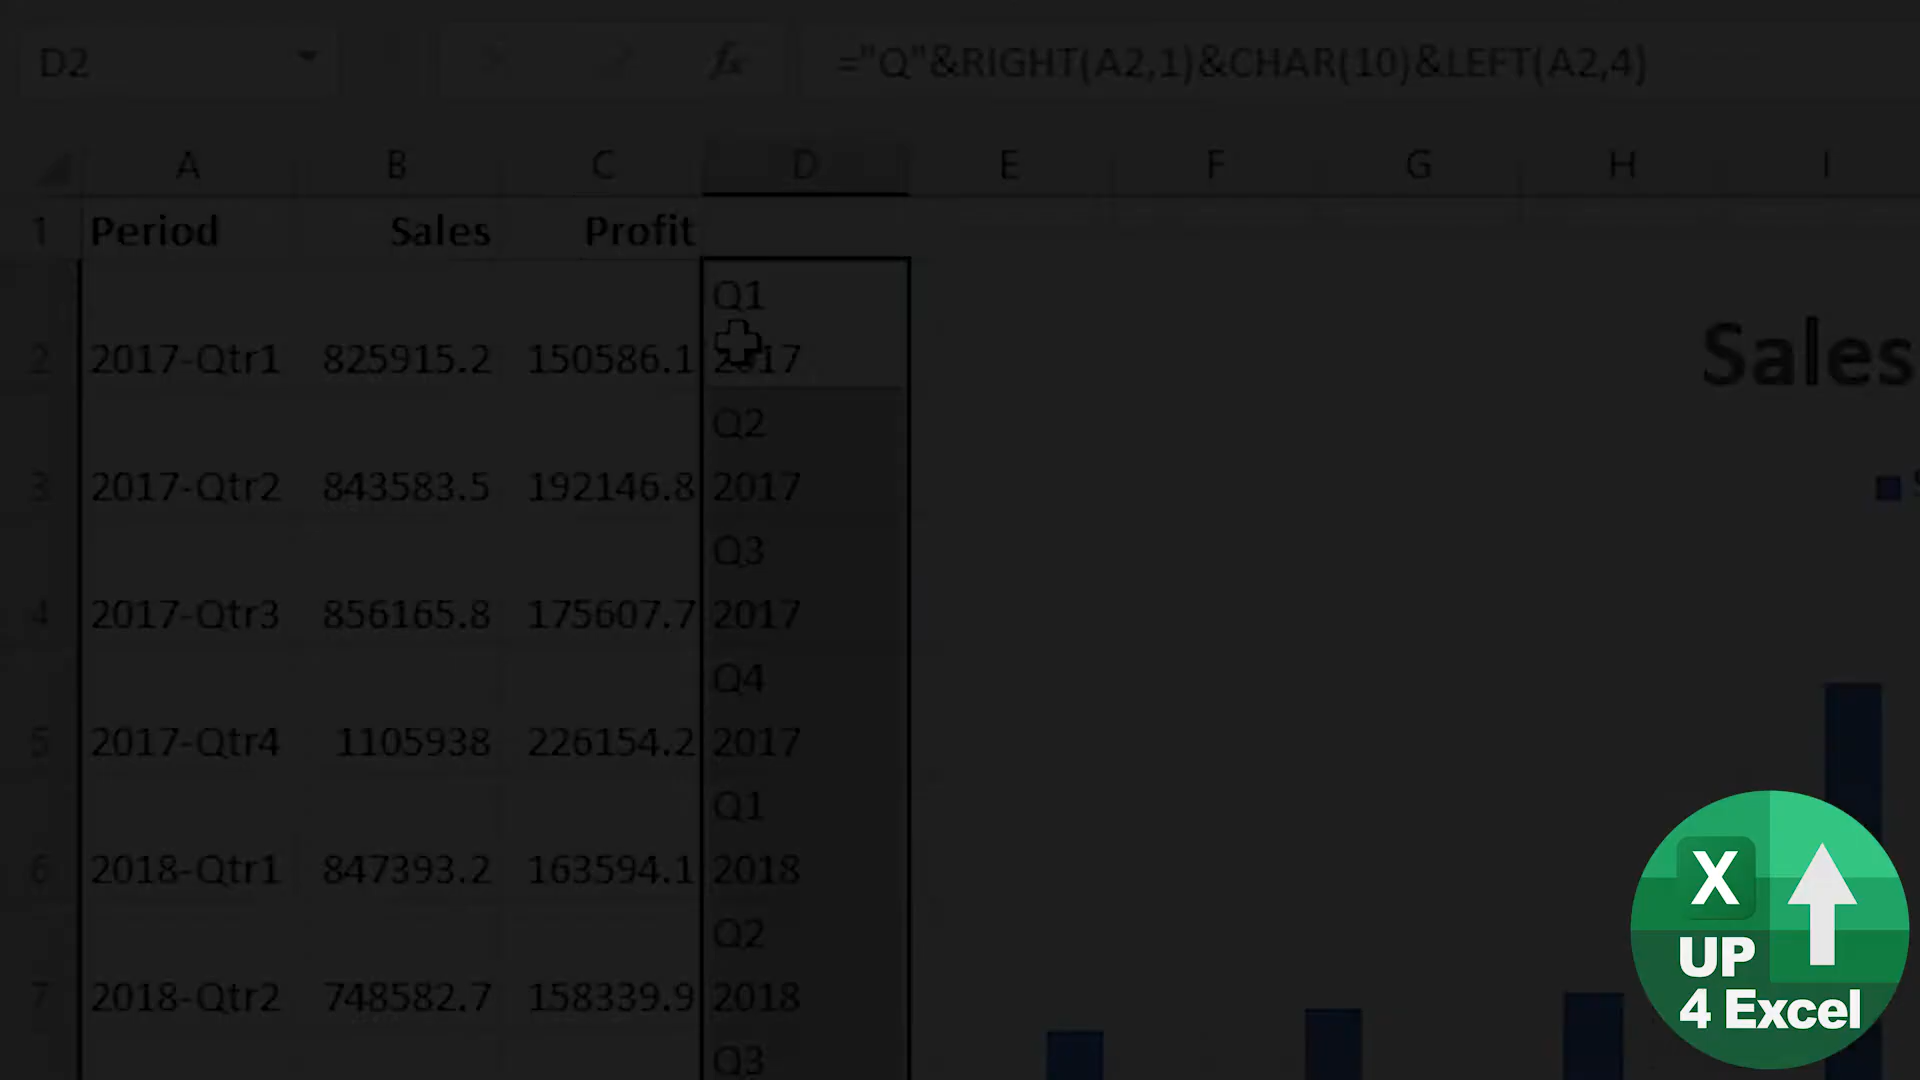 D2 fx ="Q"&RIGHT(A2,1)&CHAR(10)&LEFT(A2,4)
A B C D E F G H I
1 Period Sales Profit
Q1
2 2017-Qtr1 825915.2 150586.1 2017
Sales
Q2
3 2017-Qtr2 843583.5 192146.8 2017
Q3
4 2017-Qtr3 856165.8 175607.7 2017
Q4
5 2017-Qtr4 1105938 226154.2 2017
Q1
6 2018-Qtr1 847393.2 163594.1 2018
Q2
7 2018-Qtr2 748582.7 158339.9 2018
Q3
X
UP
4 Excel